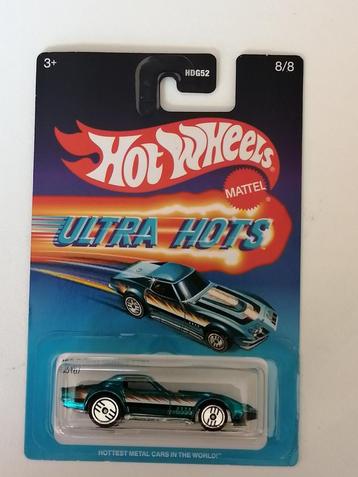 3+
HDG52
8/8
Hot Wheels
MATTEL
ULTRA HOTS
HOTTEST METAL CARS IN THE WORLD!